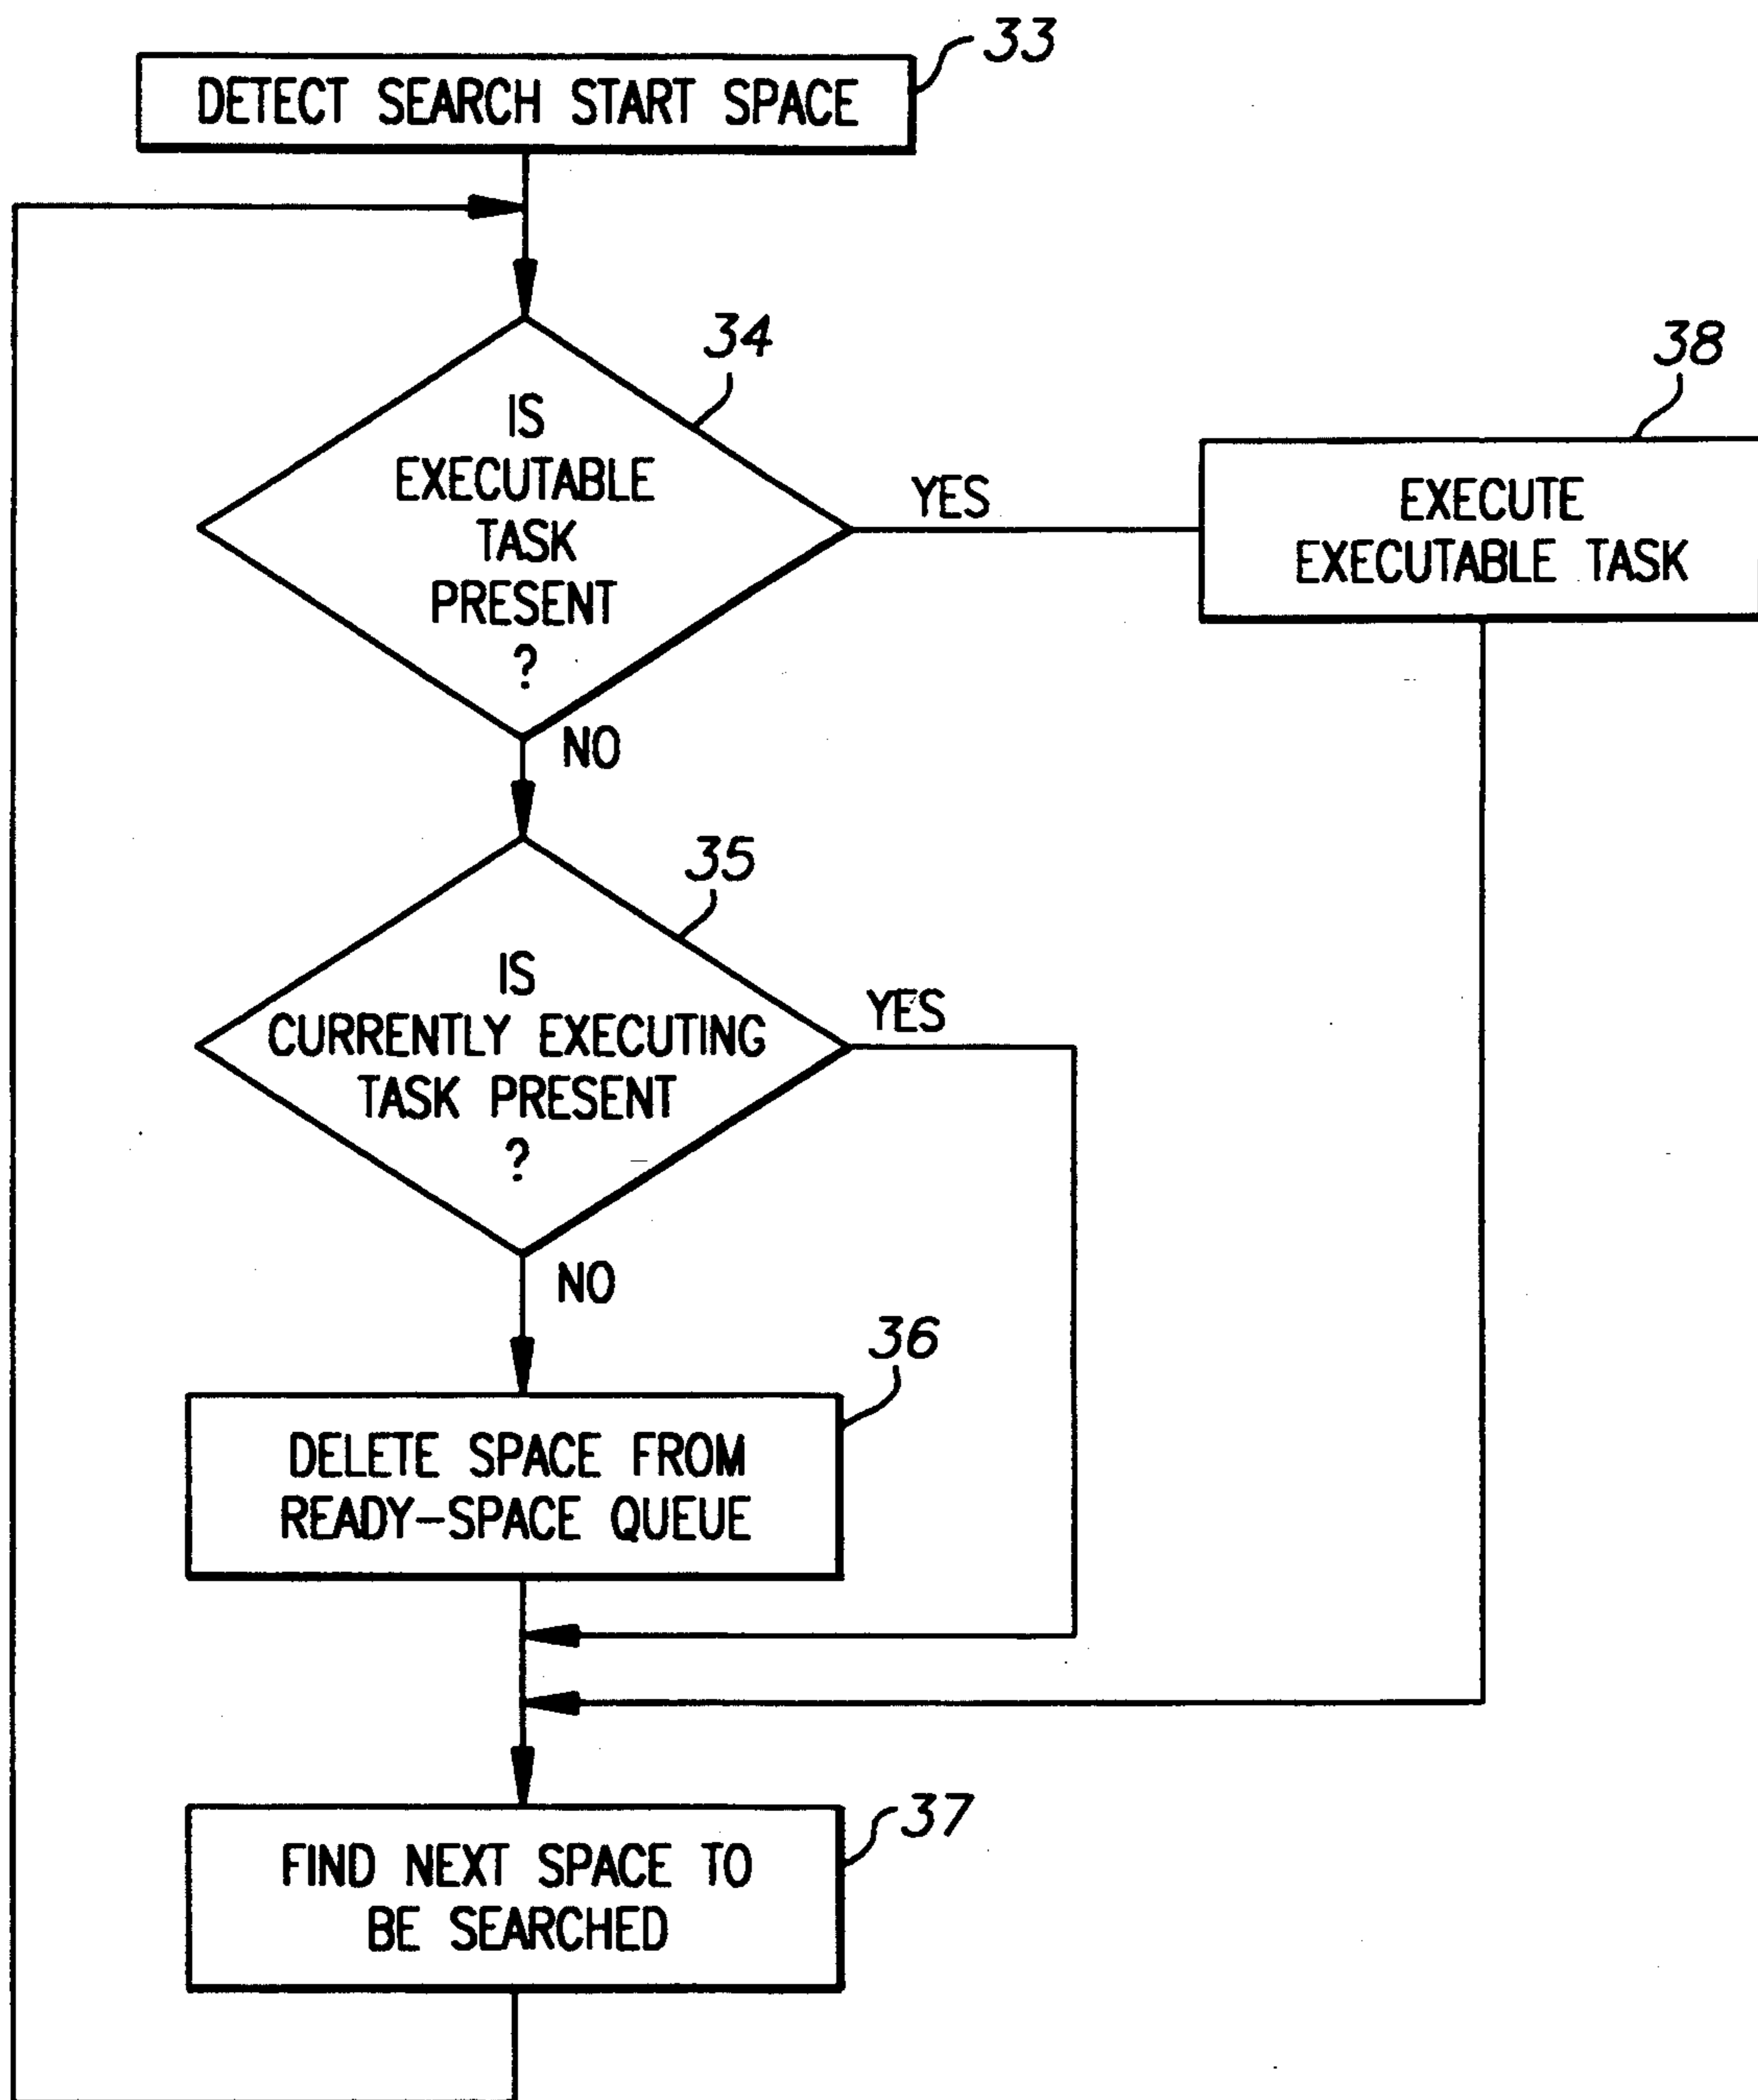 33
DETECT SEARCH START SPACE
34
IS
EXECUTABLE
TASK
PRESENT
?
YES
38
EXECUTE
EXECUTABLE TASK
NO
35
IS
CURRENTLY EXECUTING
TASK PRESENT
?
YES
NO
36
DELETE SPACE FROM
READY-SPACE QUEUE
37
FIND NEXT SPACE TO
BE SEARCHED